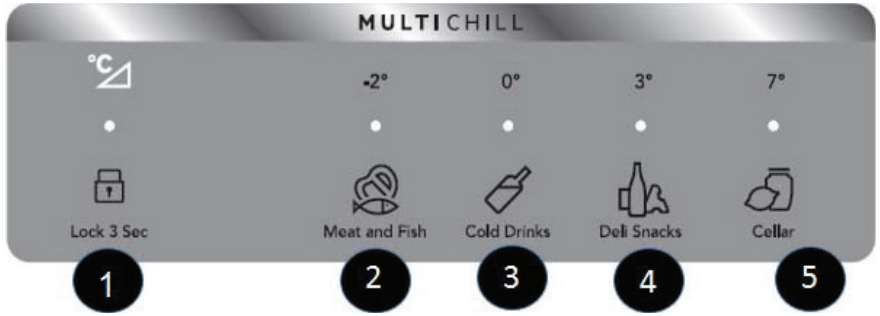 MULTICHILL
°C
-2° 0° 3° 7°
Lock 3 Sec Meat and Fish Cold Drinks Deli Snacks Cellar
1 2 3 4 5